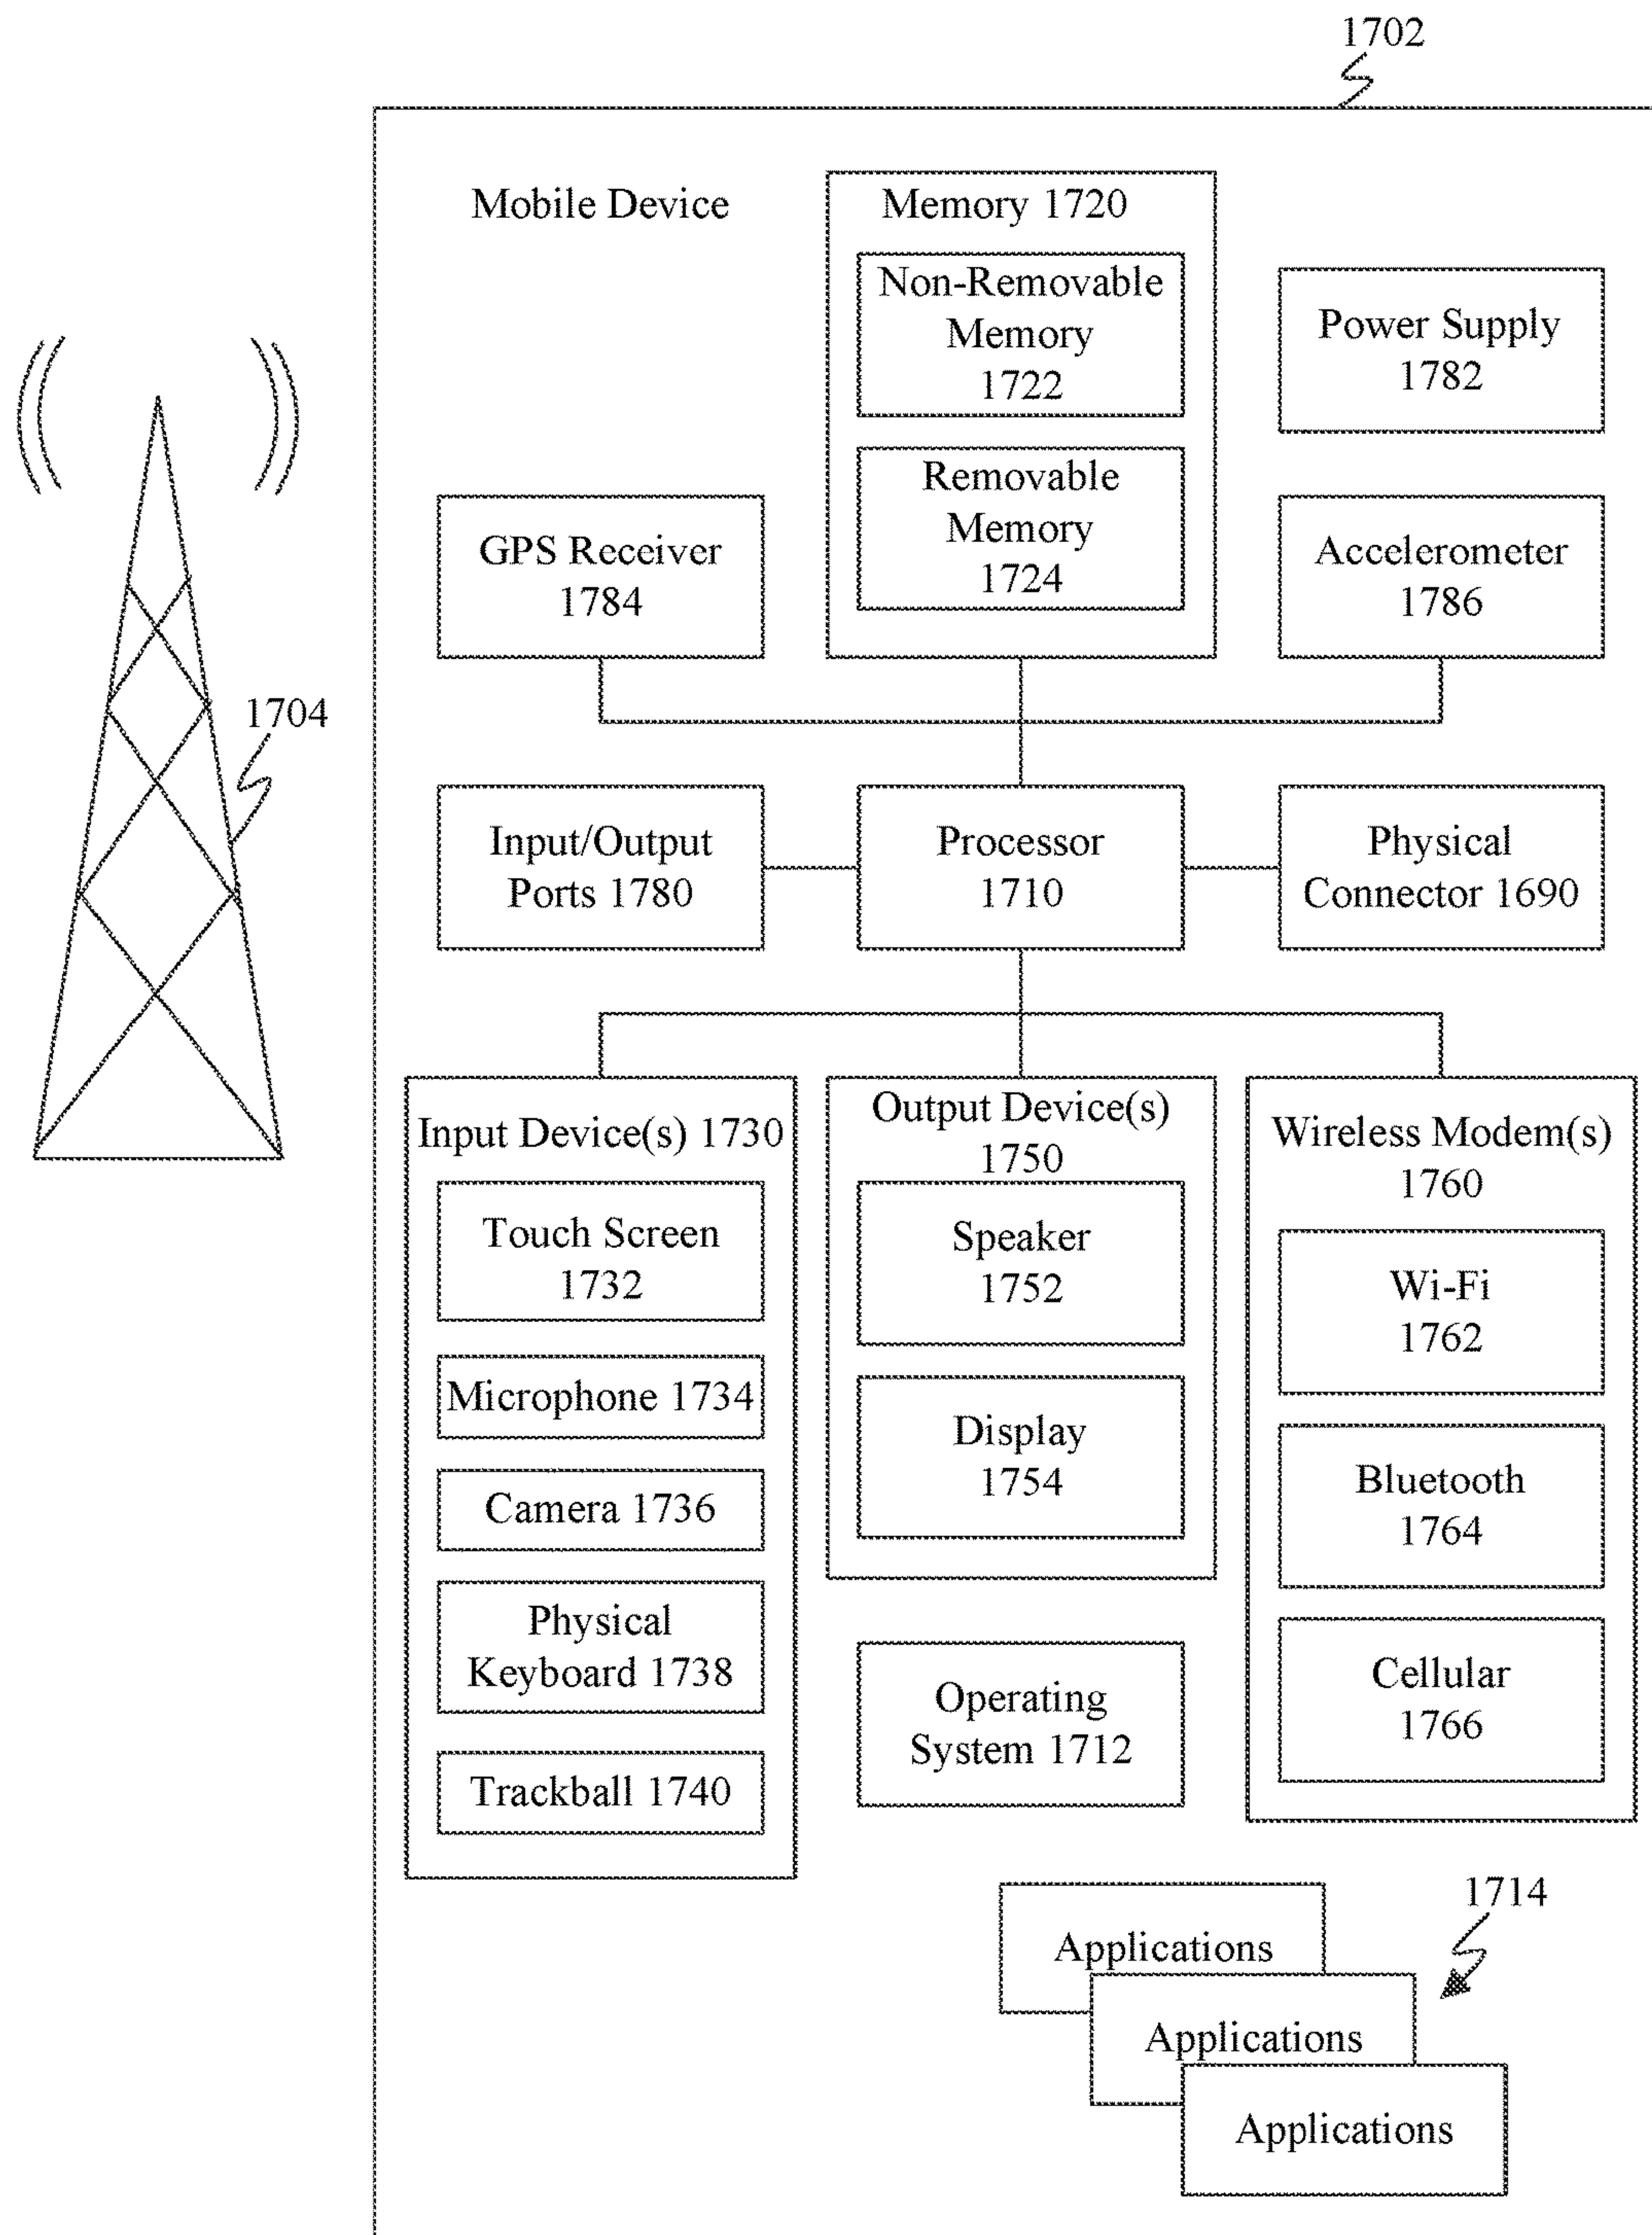 1702
Mobile Device
Memory 1720
Non-Removable
Memory
1722
Removable
Memory
1724
Power Supply
1782
GPS Receiver
1784
Accelerometer
1786
1704
Input/Output
Ports 1780
Processor
1710
Physical
Connector 1690
Input Device(s) 1730
Touch Screen
1732
Microphone 1734
Camera 1736
Physical
Keyboard 1738
Trackball 1740
Output Device(s)
1750
Speaker
1752
Display
1754
Operating
System 1712
Wireless Modem(s)
1760
Wi-Fi
1762
Bluetooth
1764
Cellular
1766
1714
Applications
Applications
Applications